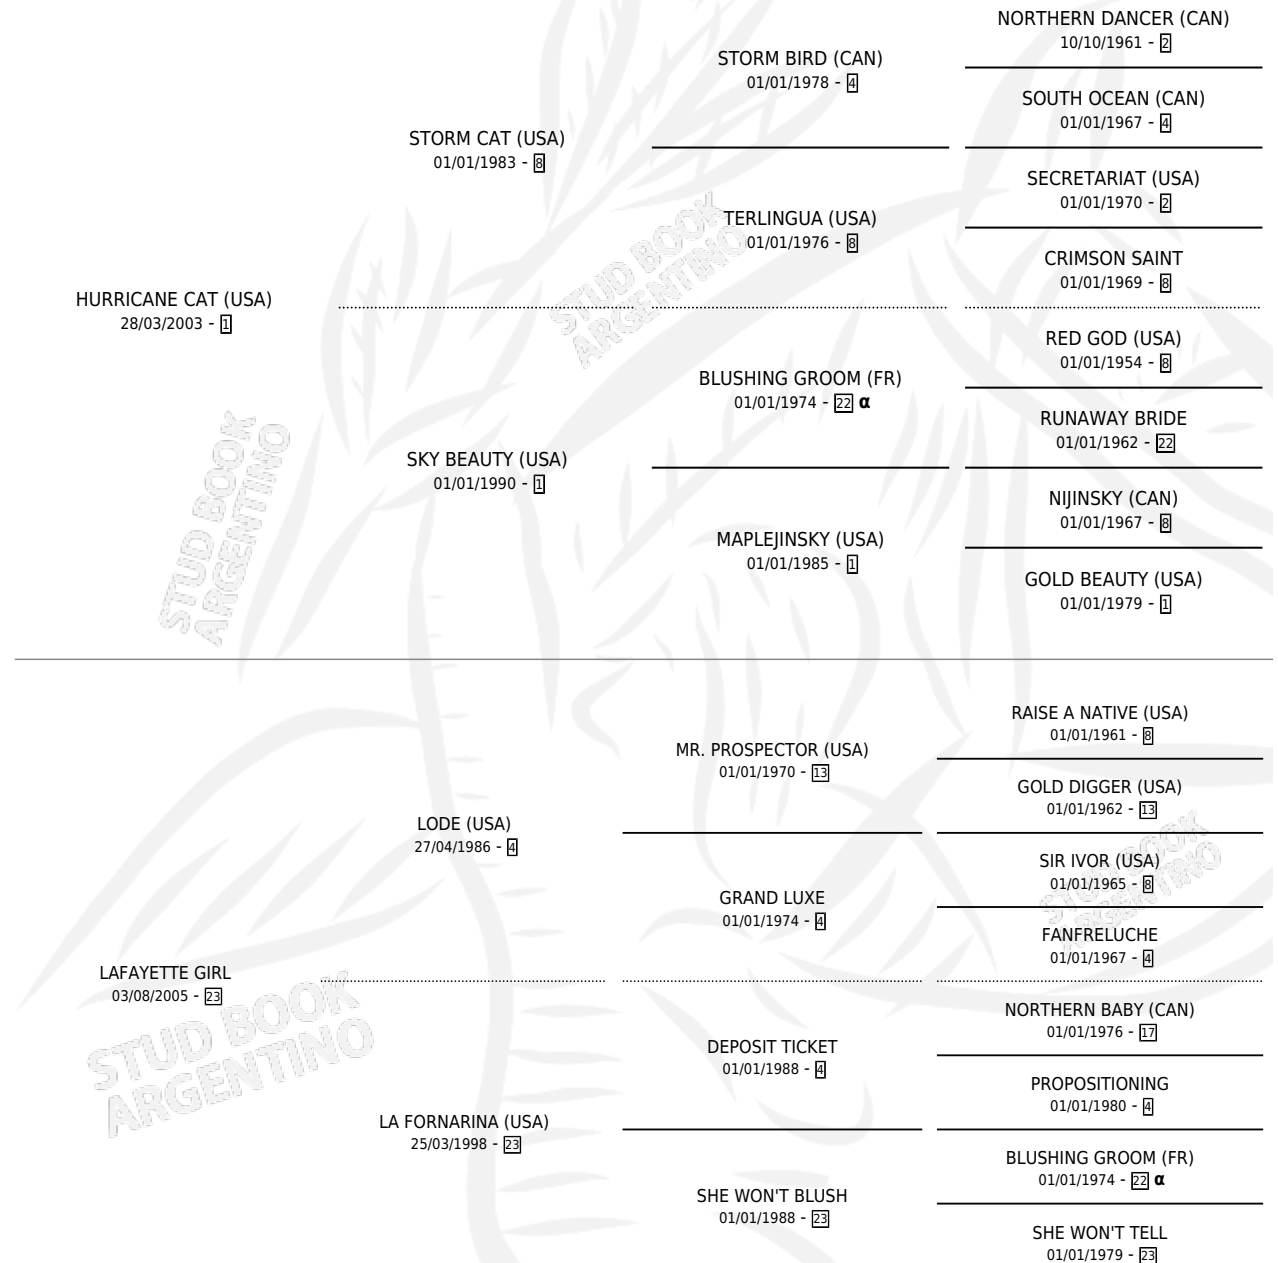 NORTHERN DANCER (CAN)
10/10/1961 - 2
STORM BIRD (CAN)
01/01/1978 - 4
SOUTH OCEAN (CAN)
01/01/1967 - 4
STORM CAT (USA)
01/01/1983 - 8
SECRETARIAT (USA)
01/01/1970 - 2
TERLINGUA (USA)
01/01/1976 - 8
CRIMSON SAINT
01/01/1969 - 8
HURRICANE CAT (USA)
28/03/2003 - 1
RED GOD (USA)
01/01/1954 - 8
BLUSHING GROOM (FR)
01/01/1974 - 22 α
RUNAWAY BRIDE
01/01/1962 - 22
SKY BEAUTY (USA)
01/01/1990 - 1
NIJINSKY (CAN)
01/01/1967 - 8
MAPLEJINSKY (USA)
01/01/1985 - 1
GOLD BEAUTY (USA)
01/01/1979 - 1
RAISE A NATIVE (USA)
01/01/1961 - 8
MR. PROSPECTOR (USA)
01/01/1970 - 13
GOLD DIGGER (USA)
01/01/1962 - 13
LODE (USA)
27/04/1986 - 4
SIR IVOR (USA)
01/01/1965 - 8
GRAND LUXE
01/01/1974 - 4
FANFRELUCHE
01/01/1967 - 4
LAFAYETTE GIRL
03/08/2005 - 23
NORTHERN BABY (CAN)
01/01/1976 - 17
DEPOSIT TICKET
01/01/1988 - 4
PROPOSITIONING
01/01/1980 - 4
LA FORNARINA (USA)
25/03/1998 - 23
BLUSHING GROOM (FR)
01/01/1974 - 22 α
SHE WON'T BLUSH
01/01/1988 - 23
SHE WON'T TELL
01/01/1979 - 23
STUD BOOK
ARGENTINO
STUD BOOK
ARGENTINO
STUD BOOK
ARGENTINO
STUD BOOK
ARGENTINO